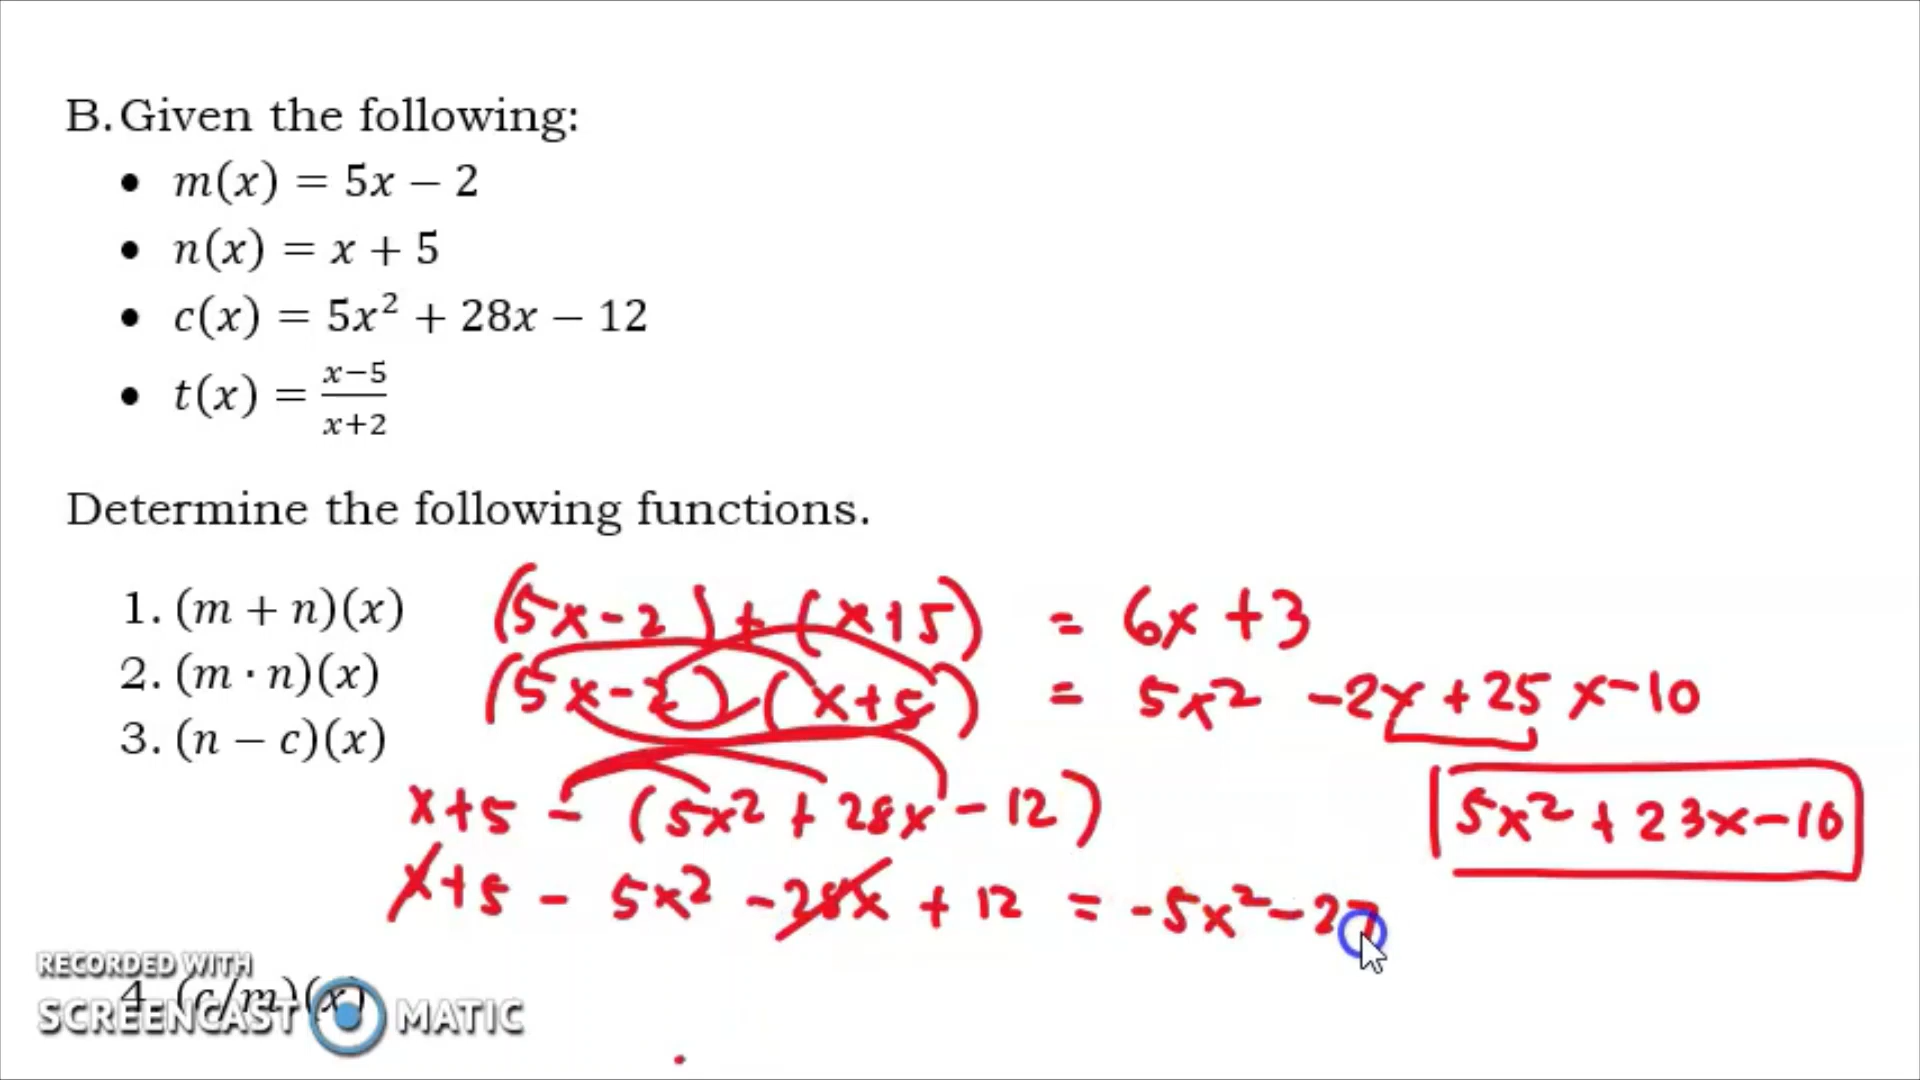 B. Given the following:
• m(x) = 5x − 2
• n(x) = x + 5
• c(x) = 5x² + 28x − 12
• t(x) = (x−5)/(x+2)
Determine the following functions.
1. (m + n)(x) (5x-2) + (x+5) = 6x + 3
2. (m · n)(x) (5x-2) (x+5) = 5x² -2x + 25x-10
3. (n − c)(x)
x+5 - (5x² + 28x - 12) 5x² + 23x-10
x+5 - 5x² - 28x + 12 = -5x² - 27
4. (c/m)(x)
RECORDED WITH
SCREENCAST MATIC